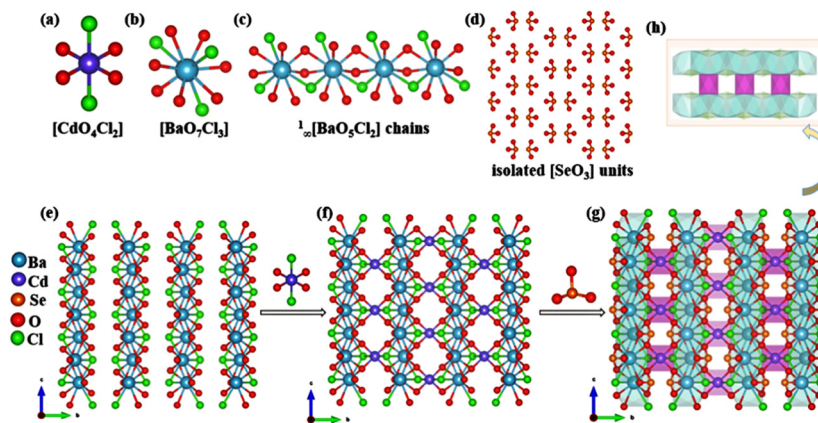 (a)
(b)
(c)
(d)
(h)
[CdO₄Cl₂]
[BaO₇Cl₃]
¹∞[BaO₅Cl₂] chains
isolated [SeO₃] units
(e)
(f)
(g)
Ba
Cd
Se
O
Cl
c
b
c
b
c
b